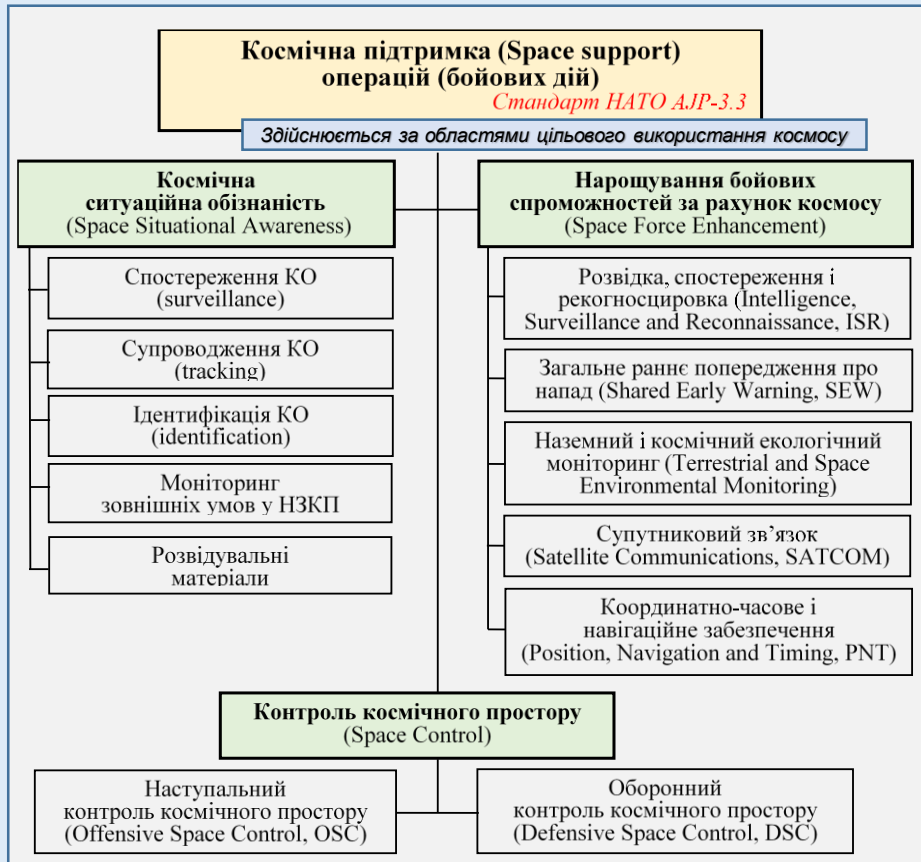 Космічна підтримка (Space support)
операцій (бойових дій)
Стандарт НАТО AJP-3.3
Здійснюється за областями цільового використання космосу
Космічна
ситуаційна обізнаність
(Space Situational Awareness)
Спостереження КО
(surveillance)
Супроводження КО
(tracking)
Ідентифікація КО
(identification)
Моніторинг
зовнішніх умов у НЗКП
Розвідувальні
матеріали
Нарощування бойових
спроможностей за рахунок космосу
(Space Force Enhancement)
Розвідка, спостереження і
рекогносцировка (Intelligence,
Surveillance and Reconnaissance, ISR)
Загальне раннє попередження про
напад (Shared Early Warning, SEW)
Наземний і космічний екологічний
моніторинг (Terrestrial and Space
Environmental Monitoring)
Супутниковий зв’язок
(Satellite Communications, SATCOM)
Координатно-часове і
навігаційне забезпечення
(Position, Navigation and Timing, PNT)
Контроль космічного простору
(Space Control)
Наступальний
контроль космічного простору
(Offensive Space Control, OSC)
Оборонний
контроль космічного простору
(Defensive Space Control, DSC)